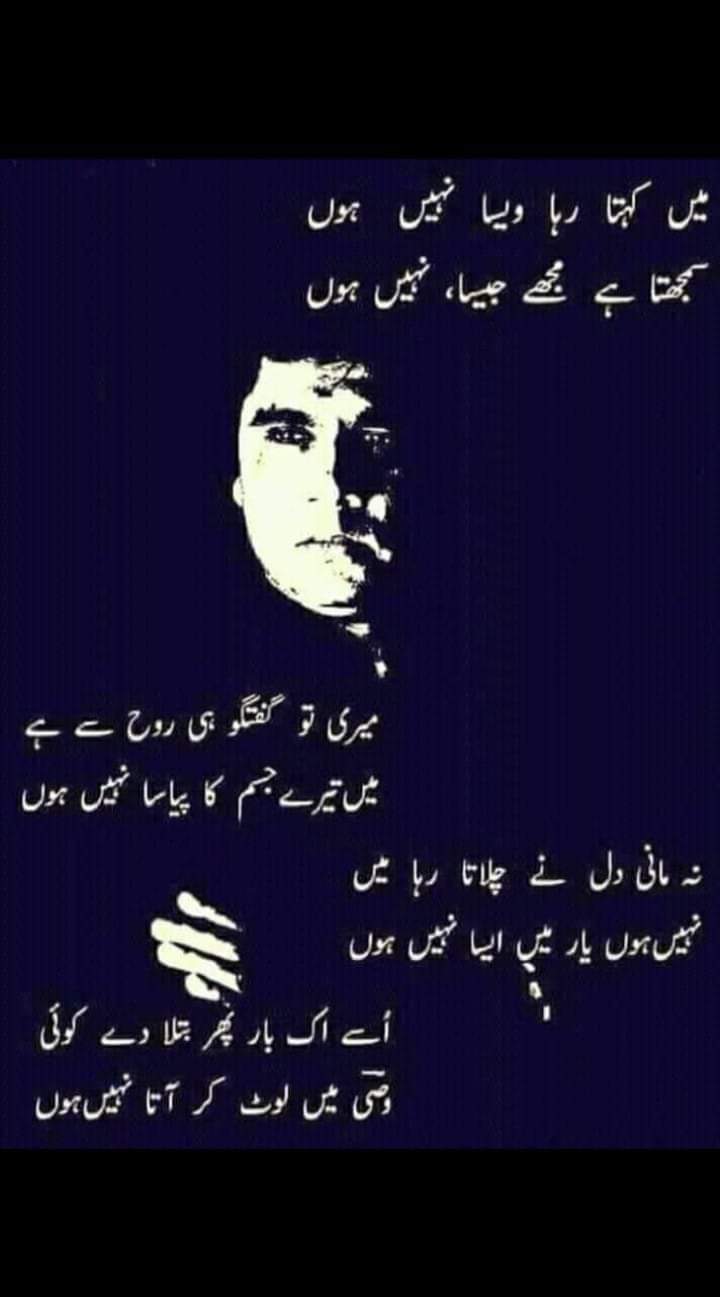 میں کہتا رہا ویسا نہیں ہوں
سمجھتا ہے مجھے جیسا، نہیں ہوں
میری تو گفتگو ہی روح سے ہے
میں تیرے جسم کا پیاسا نہیں ہوں
نہ مانی دل نے چلاتا رہا میں
نہیں ہوں یار میں ایسا نہیں ہوں
اُسے اک بار پھر بتلا دے کوئی
وصیؔ میں لوٹ کر آتا نہیں ہوں